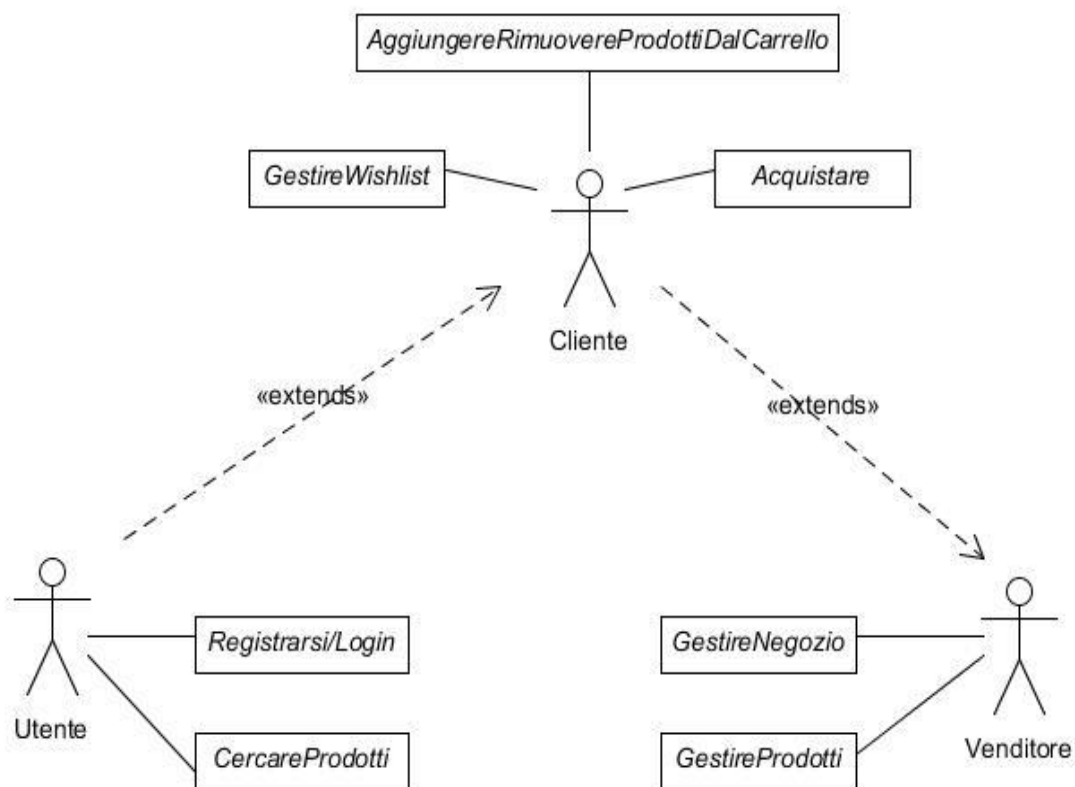 AggiungereRimuovereProdottiDalCarrello
GestireWishlist
Acquistare
Cliente
«extends»
«extends»
Registrarsi/Login
GestireNegozio
Utente
CercareProdotti
GestireProdotti
Venditore